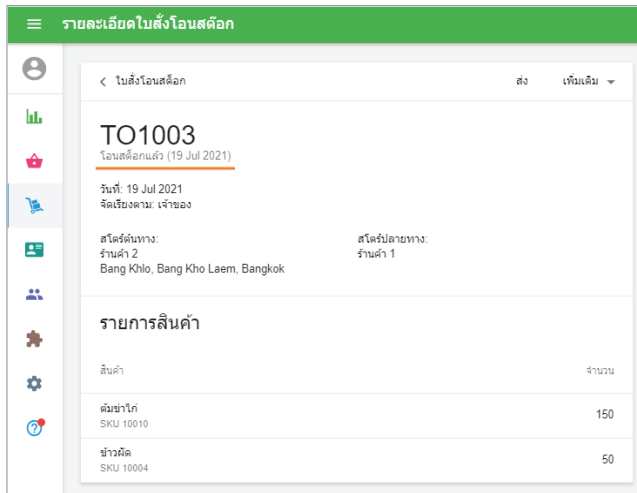 รายละเอียดใบสั่งโอนสต๊อก
ใบสั่งโอนสต็อก
ส่ง
เพิ่มเติม
TO1003
โอนสต็อกแล้ว (19 Jul 2021)
วันที่: 19 Jul 2021
จัดเรียงตาม: เจ้าของ
สโตร์ต้นทาง:
สโตร์ปลายทาง:
ร้านค้า 2
ร้านค้า 1
Bang Khlo, Bang Kho Laem, Bangkok
รายการสินค้า
สินค้า
จำนวน
ต้มข่าไก่
SKU 10010
150
ข้าวผัด
SKU 10004
50